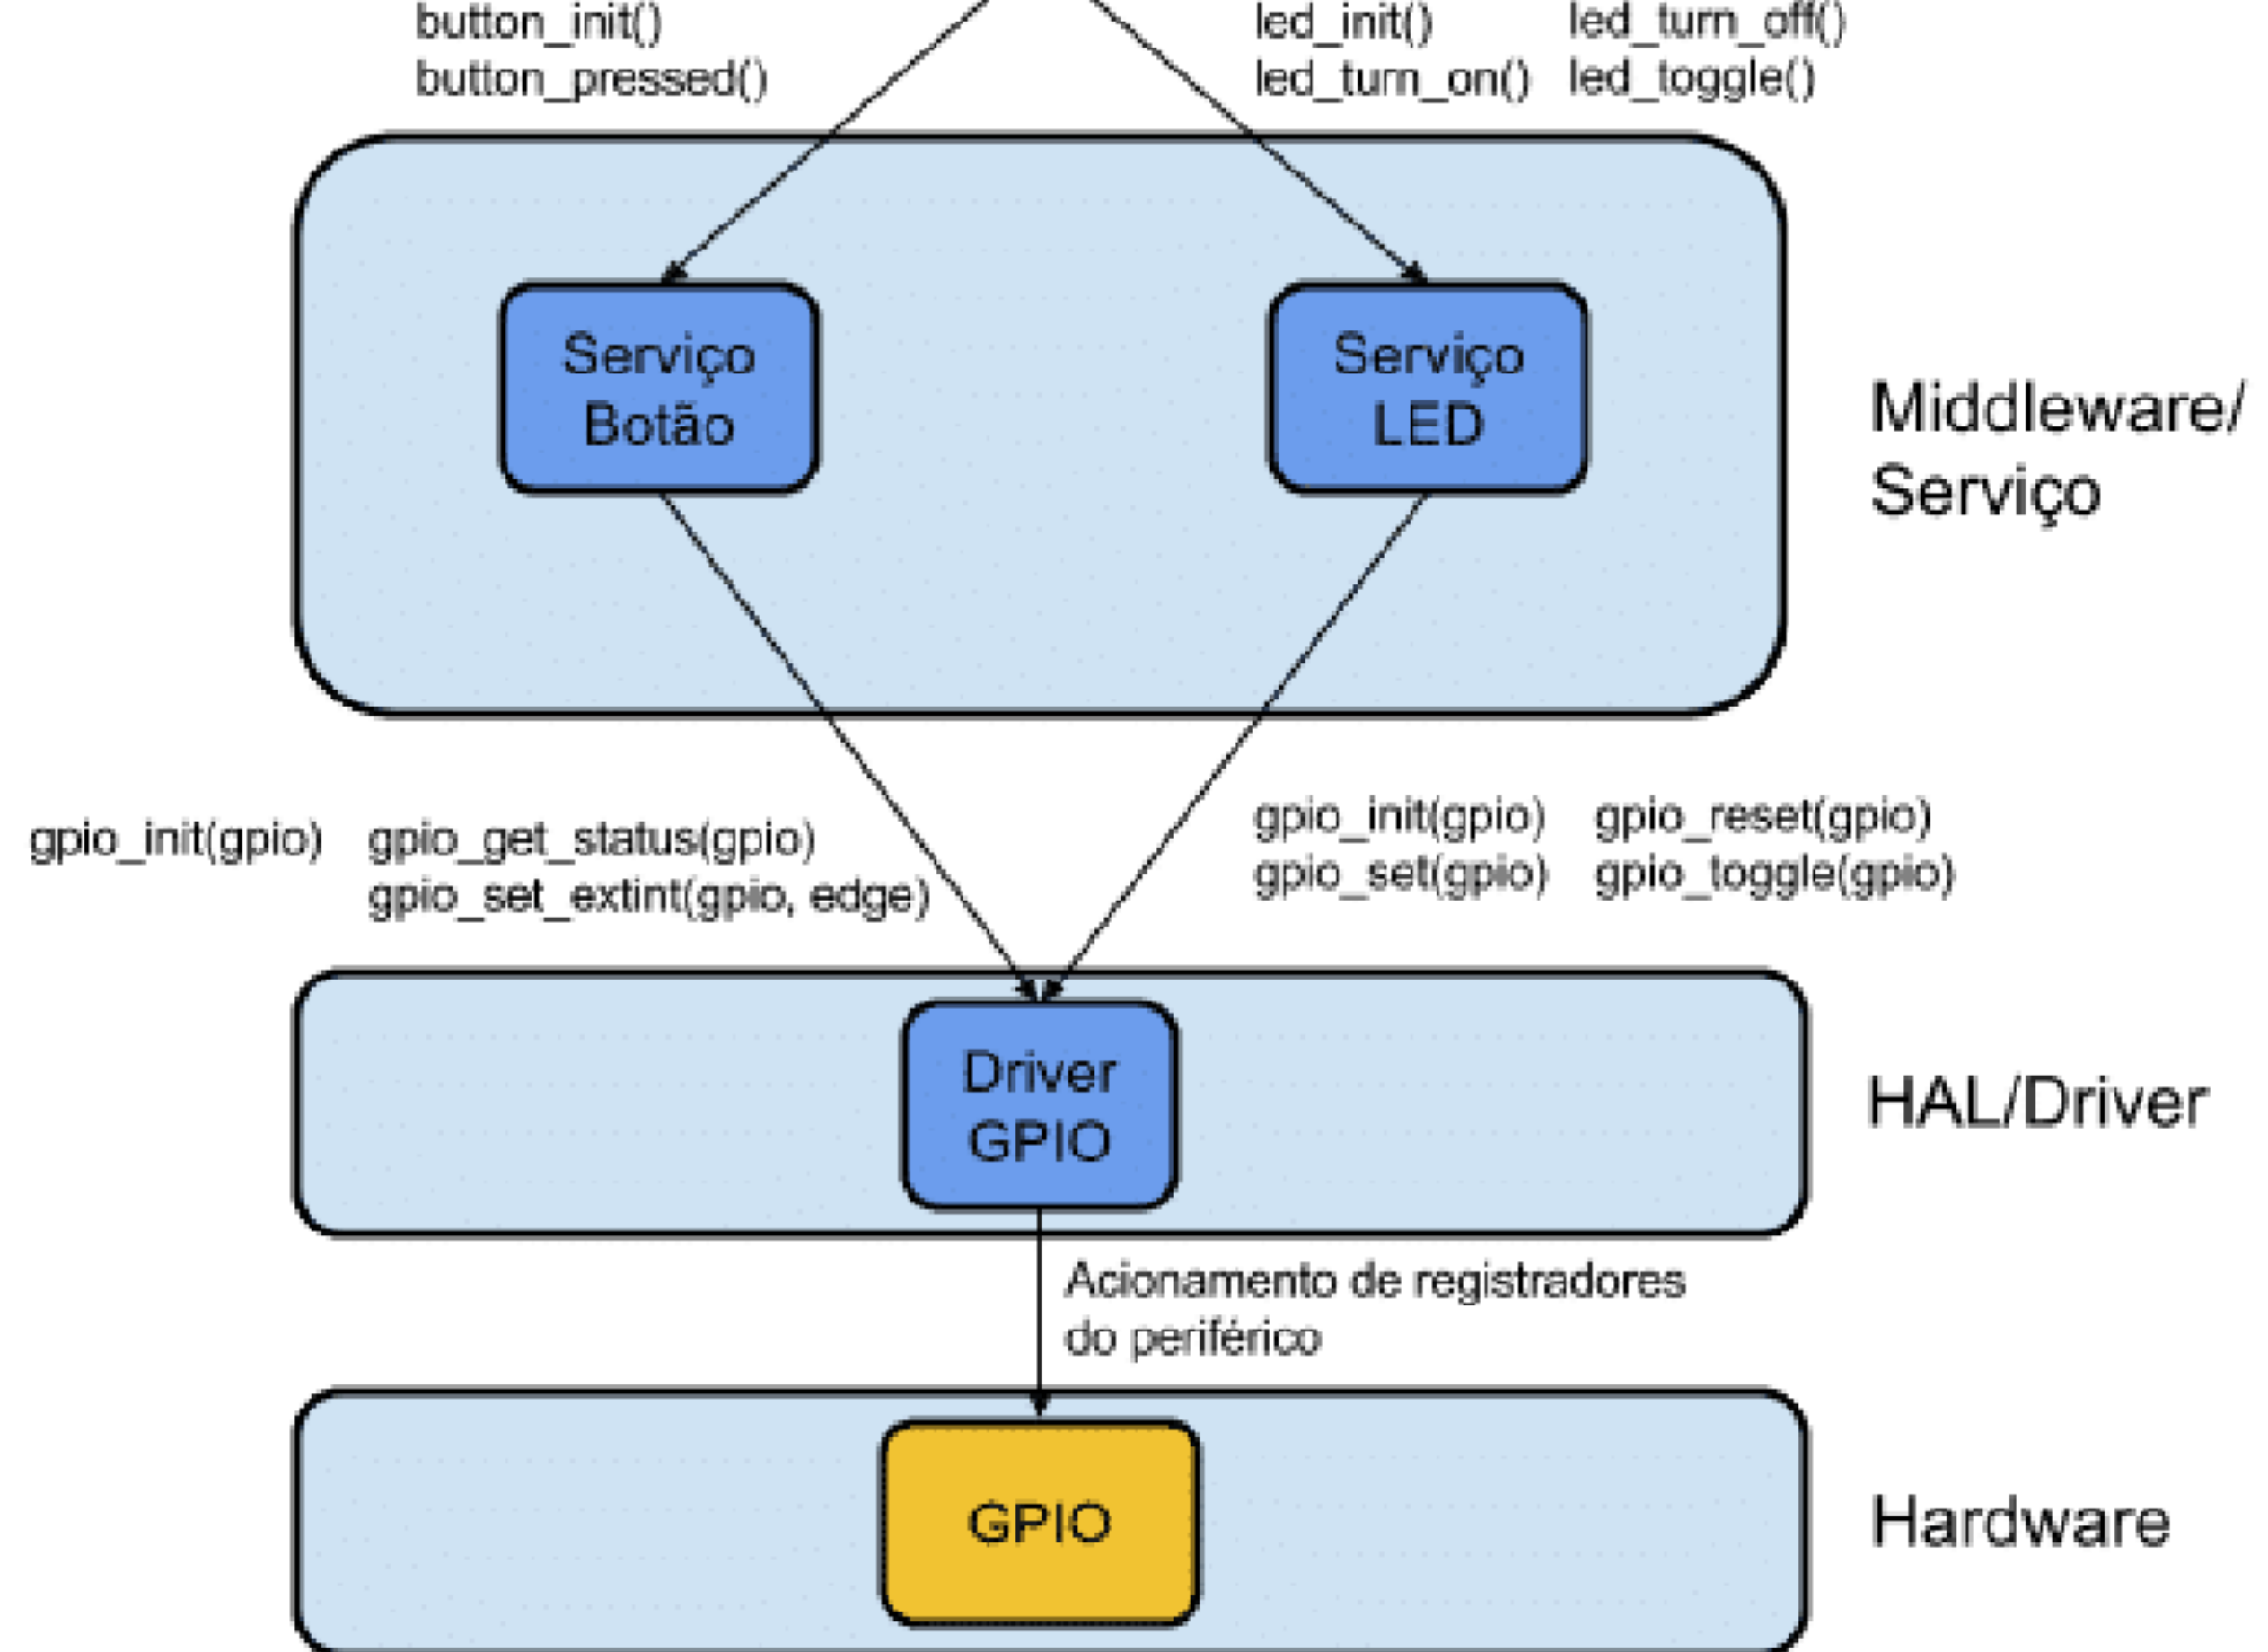 button_init()
button_pressed()
led_init() led_turn_off()
led_turn_on() led_toggle()
Serviço
Botão
Serviço
LED
Middleware/
Serviço
gpio_init(gpio) gpio_get_status(gpio)
gpio_set_extint(gpio, edge)
gpio_init(gpio) gpio_reset(gpio)
gpio_set(gpio) gpio_toggle(gpio)
Driver
GPIO
HAL/Driver
Acionamento de registradores
do periférico
GPIO
Hardware